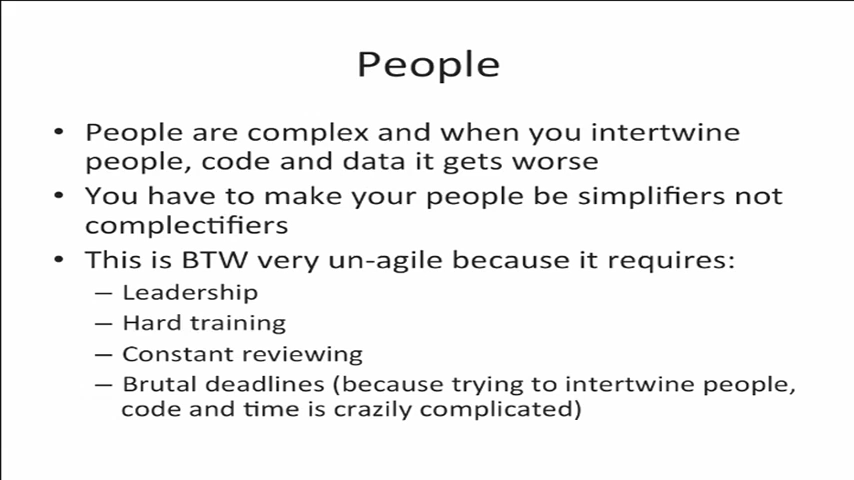 People
• People are complex and when you intertwine
people, code and data it gets worse
• You have to make your people be simplifiers not
complectifiers
• This is BTW very un-agile because it requires:
– Leadership
– Hard training
– Constant reviewing
– Brutal deadlines (because trying to intertwine people,
code and time is crazily complicated)